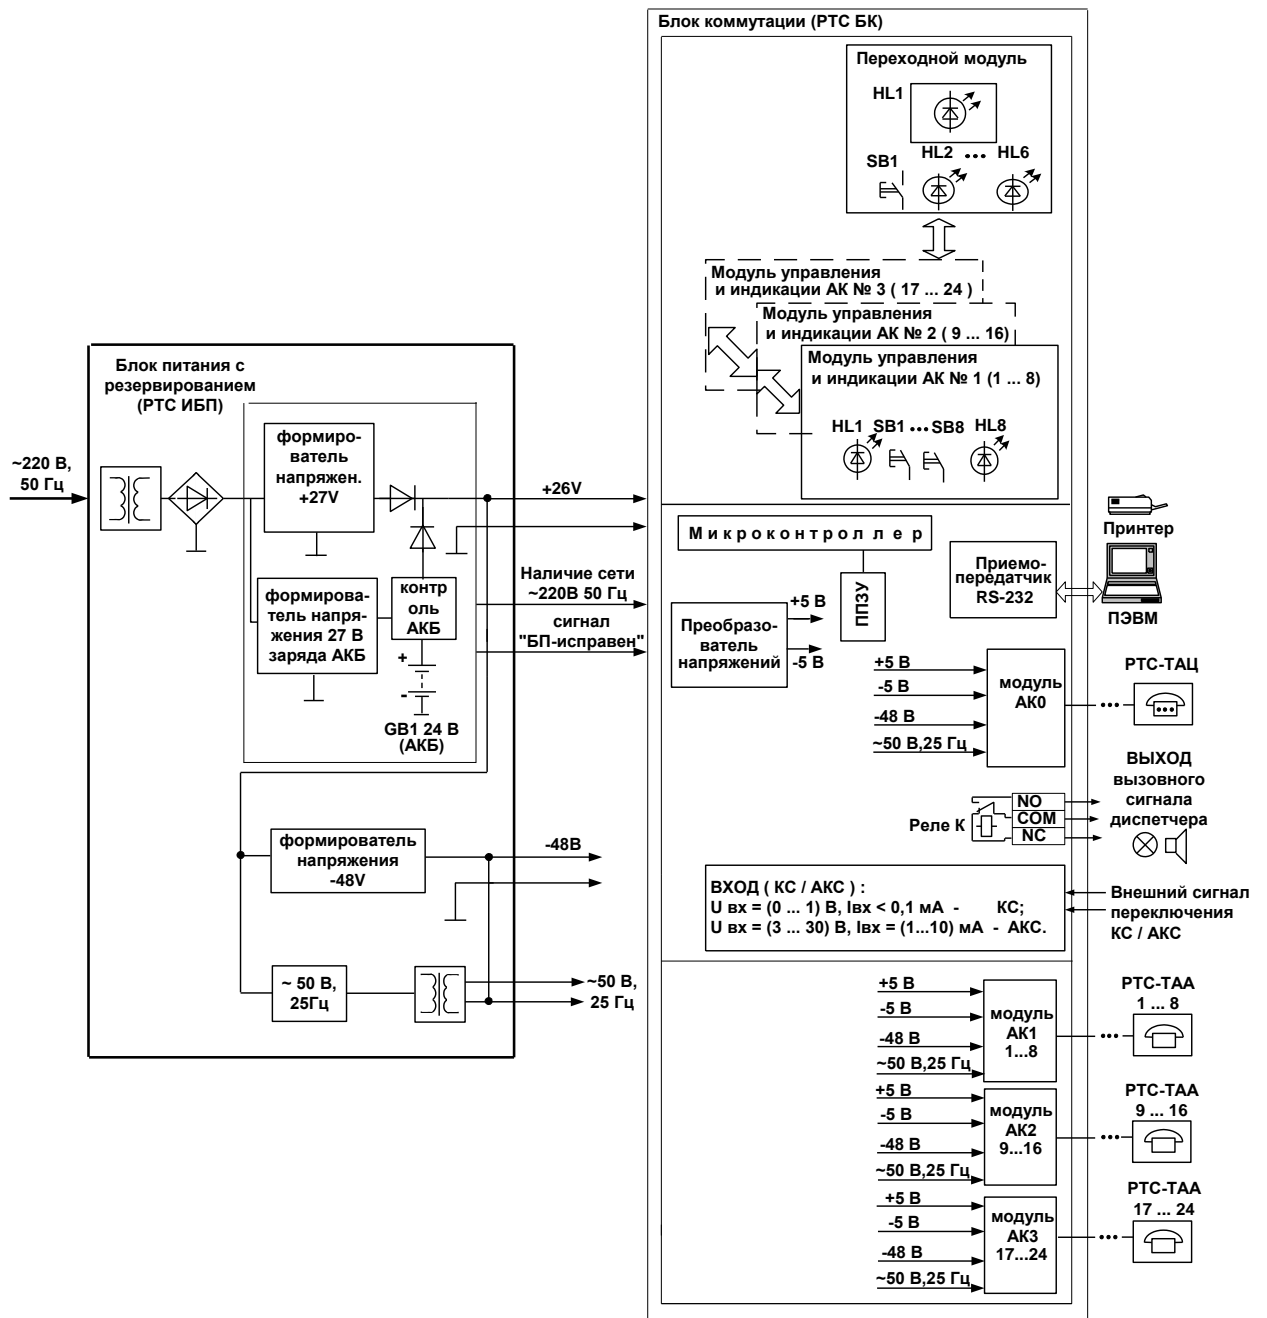 Блок коммутации (РТС БК)
Переходной модуль
HL1
HL2 ... HL6
SB1
Модуль управления
и индикации АК № 3 ( 17 ... 24 )
Модуль управления
и индикации АК № 2 ( 9 ... 16)
Модуль управления
и индикации АК № 1 (1 ... 8)
HL1 SB1 ... SB8 HL8
Блок питания с
резервированием
(РТС ИБП)
~220 В,
50 Гц
формиро-
ватель
напряжен.
+27V
формирова-
тель напря-
жения 27 В
заряда АКБ
контр
оль
АКБ
+
-
GB1 24 В
(АКБ)
+26V
Наличие сети
~220В 50 Гц
сигнал
"БП-исправен"
формирователь
напряжения
-48V
-48В
~ 50 В,
25Гц
~50 В,
25 Гц
Микроконтроллер
ППЗУ
Преобразо-
ватель
напряжений
+5 В
-5 В
Приемо-
передатчик
RS-232
Принтер
ПЭВМ
+5 В
-5 В
-48 В
~50 В,25 Гц
модуль
АК0
...
РТС-ТАЦ
Реле К
NO
COM
NC
ВЫХОД
вызовного
сигнала
диспетчера
ВХОД ( КС / АКС ) :
U вх = (0 ... 1) В, Iвх < 0,1 мА - КС;
U вх = (3 ... 30) В, Iвх = (1...10) мА - АКС.
Внешний сигнал
переключения
КС / АКС
+5 В
-5 В
-48 В
~50 В,25 Гц
модуль
АК1
1...8
...
РТС-ТАА
1 ... 8
+5 В
-5 В
-48 В
~50 В,25 Гц
модуль
АК2
9...16
...
РТС-ТАА
9 ... 16
+5 В
-5 В
-48 В
~50 В,25 Гц
модуль
АК3
17...24
...
РТС-ТАА
17 ... 24